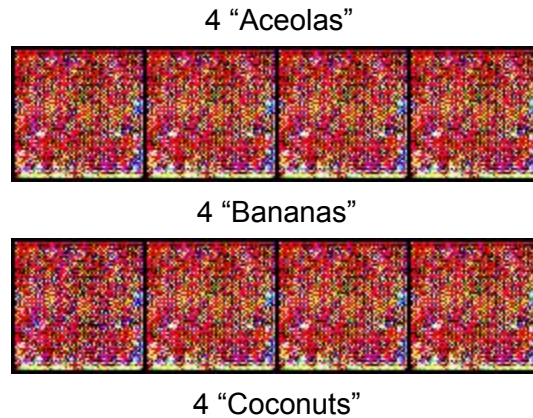 4 “Aceolas”
4 “Bananas”
4 “Coconuts”